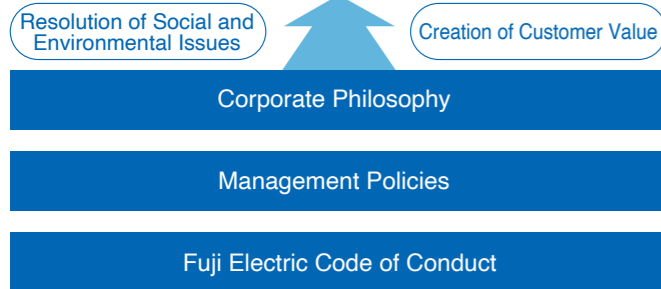 Resolution of Social and
Environmental Issues
Creation of Customer Value
Corporate Philosophy
Management Policies
Fuji Electric Code of Conduct